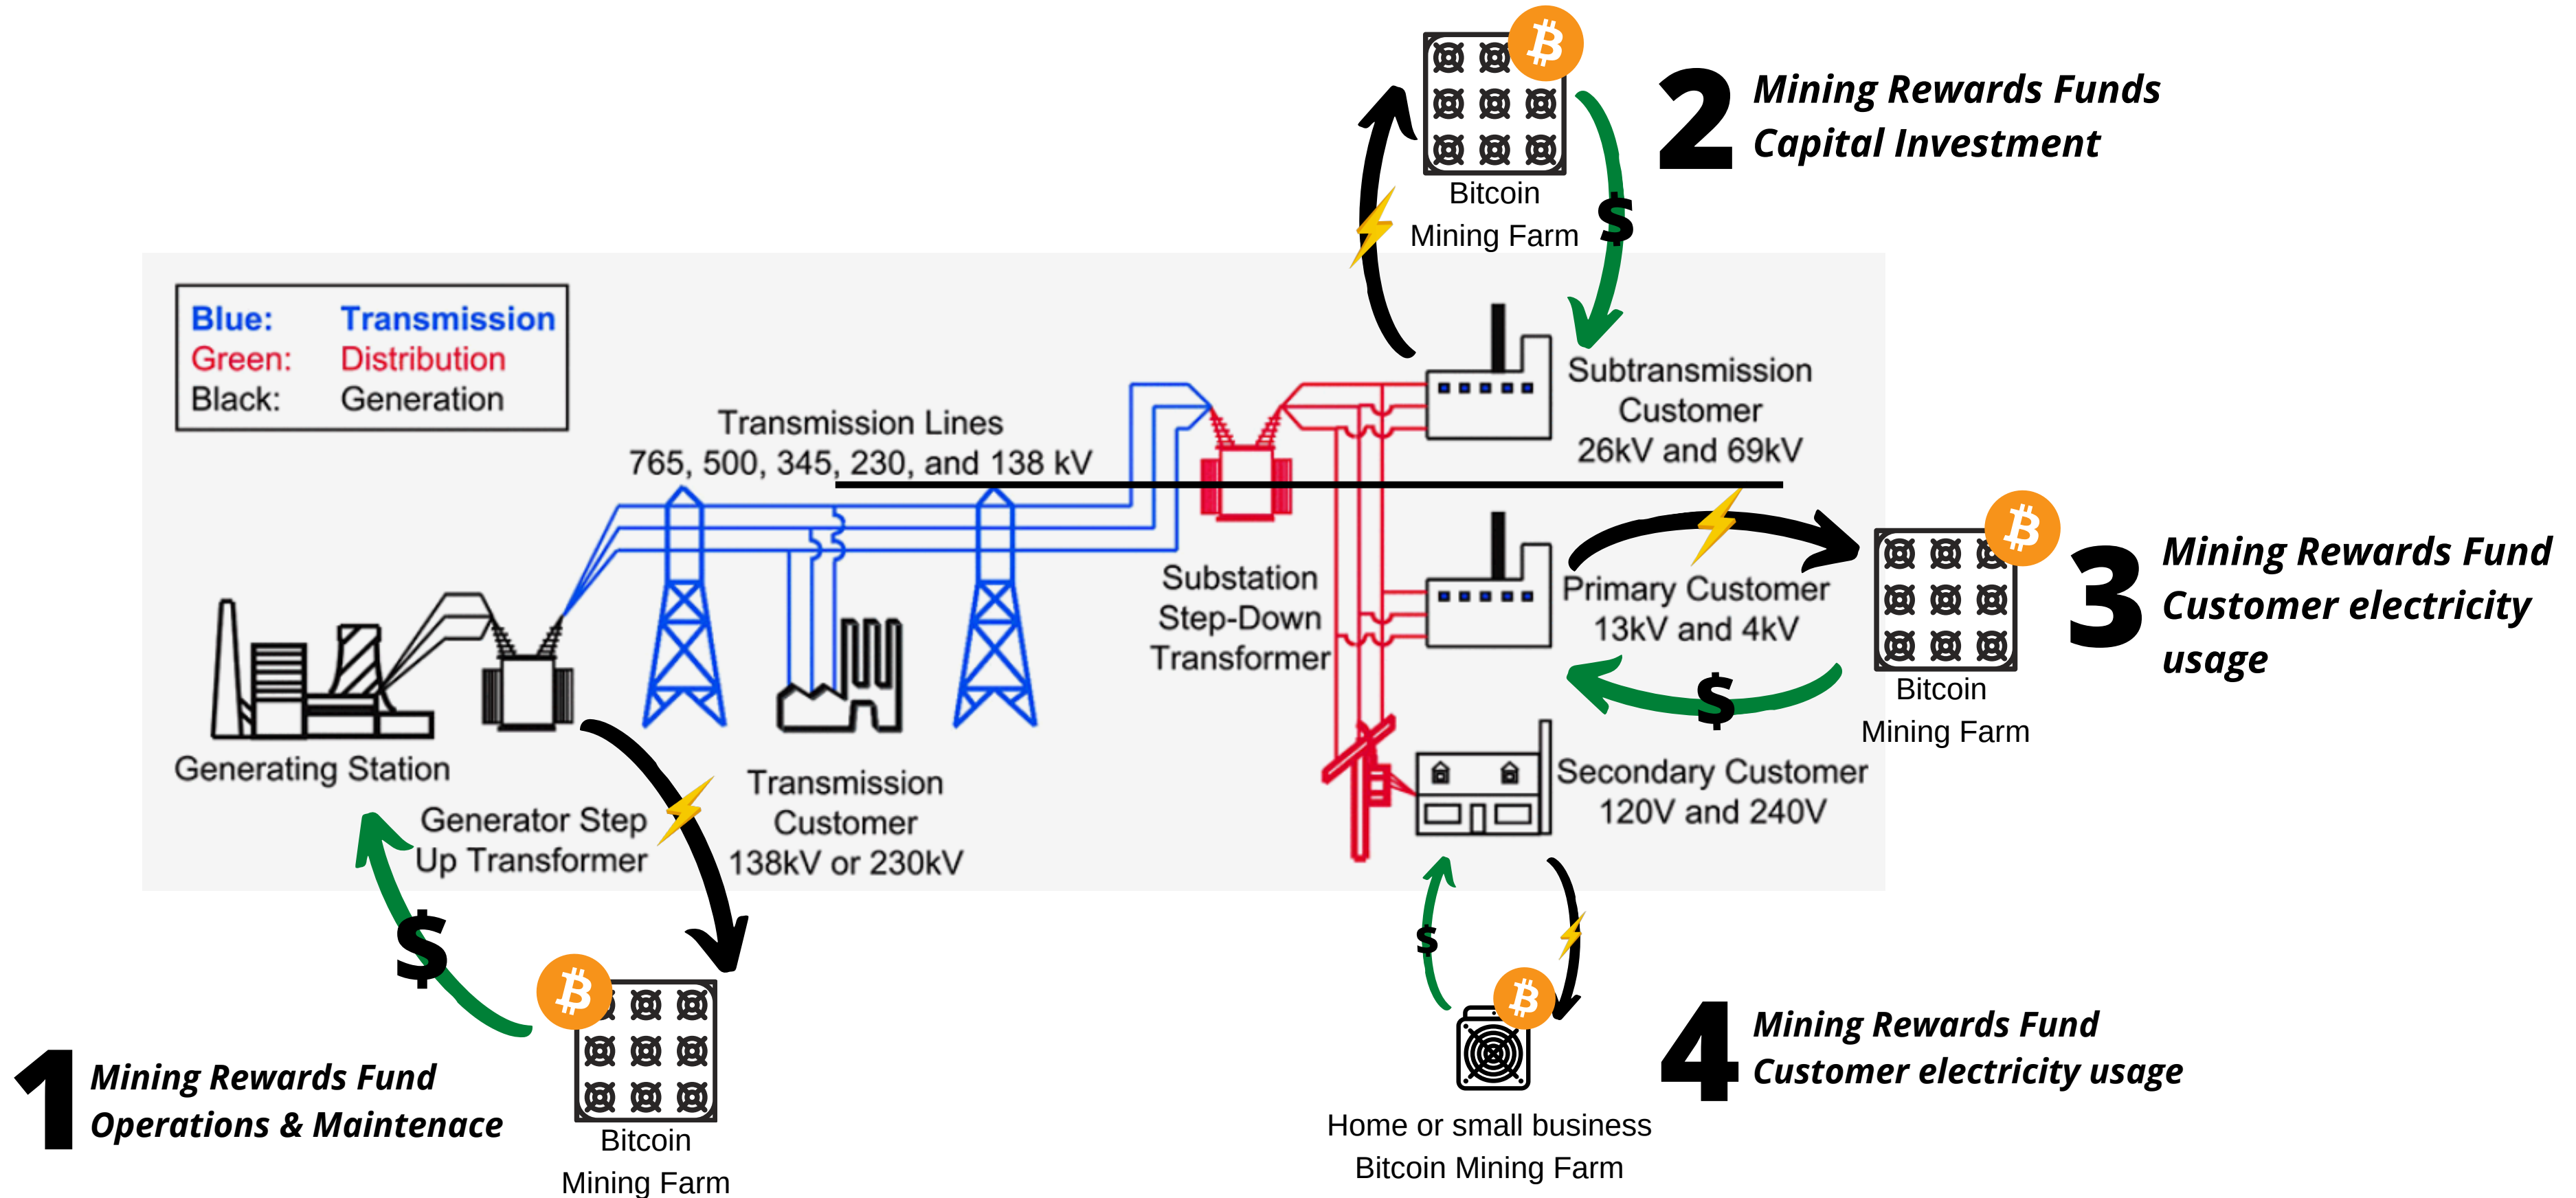 2
Mining Rewards Funds
Capital Investment
Bitcoin
Mining Farm
$
Blue: Transmission
Green: Distribution
Black: Generation
Transmission Lines
765, 500, 345, 230, and 138 kV
Subtransmission
Customer
26kV and 69kV
Substation
Step-Down
Transformer
Primary Customer
13kV and 4kV
$
Bitcoin
Mining Farm
3
Mining Rewards Fund
Customer electricity
usage
Generating Station
Generator Step
Up Transformer
Transmission
Customer
138kV or 230kV
Secondary Customer
120V and 240V
$
$
1
Mining Rewards Fund
Operations & Maintenace
Bitcoin
Mining Farm
Home or small business
Bitcoin Mining Farm
4
Mining Rewards Fund
Customer electricity usage